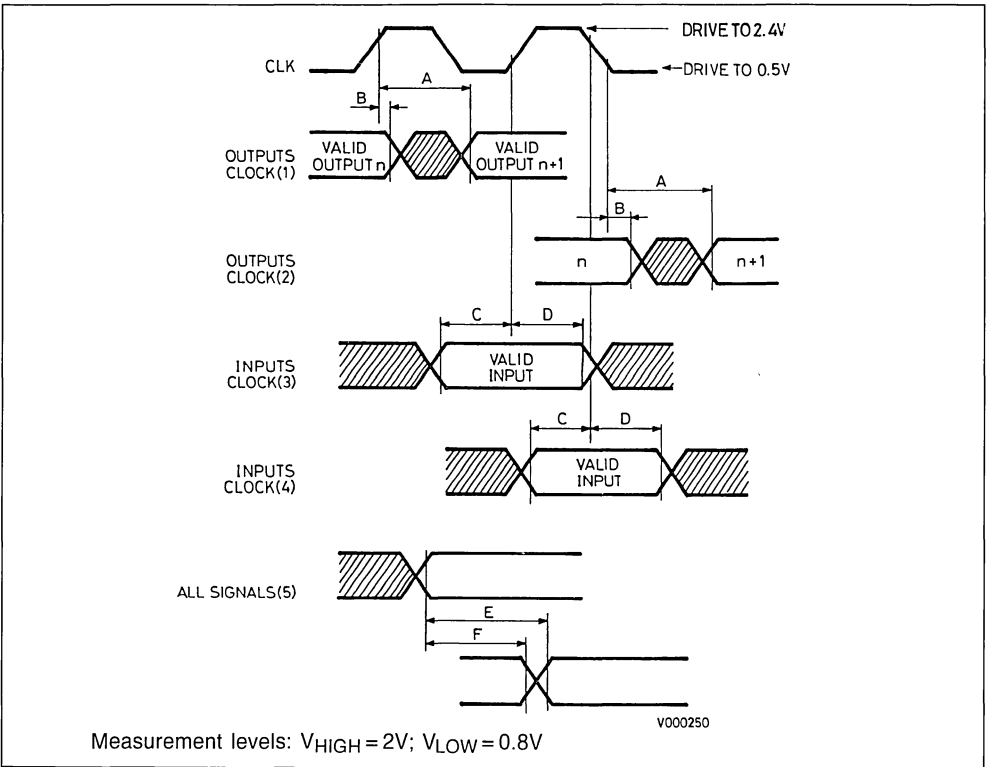 DRIVE TO 2.4V
CLK
DRIVE TO 0.5V
A
B
OUTPUTS
CLOCK(1)
VALID
OUTPUT n
VALID
OUTPUT n+1
A
B
OUTPUTS
CLOCK(2)
n
n+1
C
D
INPUTS
CLOCK(3)
VALID
INPUT
C
D
INPUTS
CLOCK(4)
VALID
INPUT
ALL SIGNALS(5)
E
F
V000250
Measurement levels: VHIGH = 2V; VLOW = 0.8V